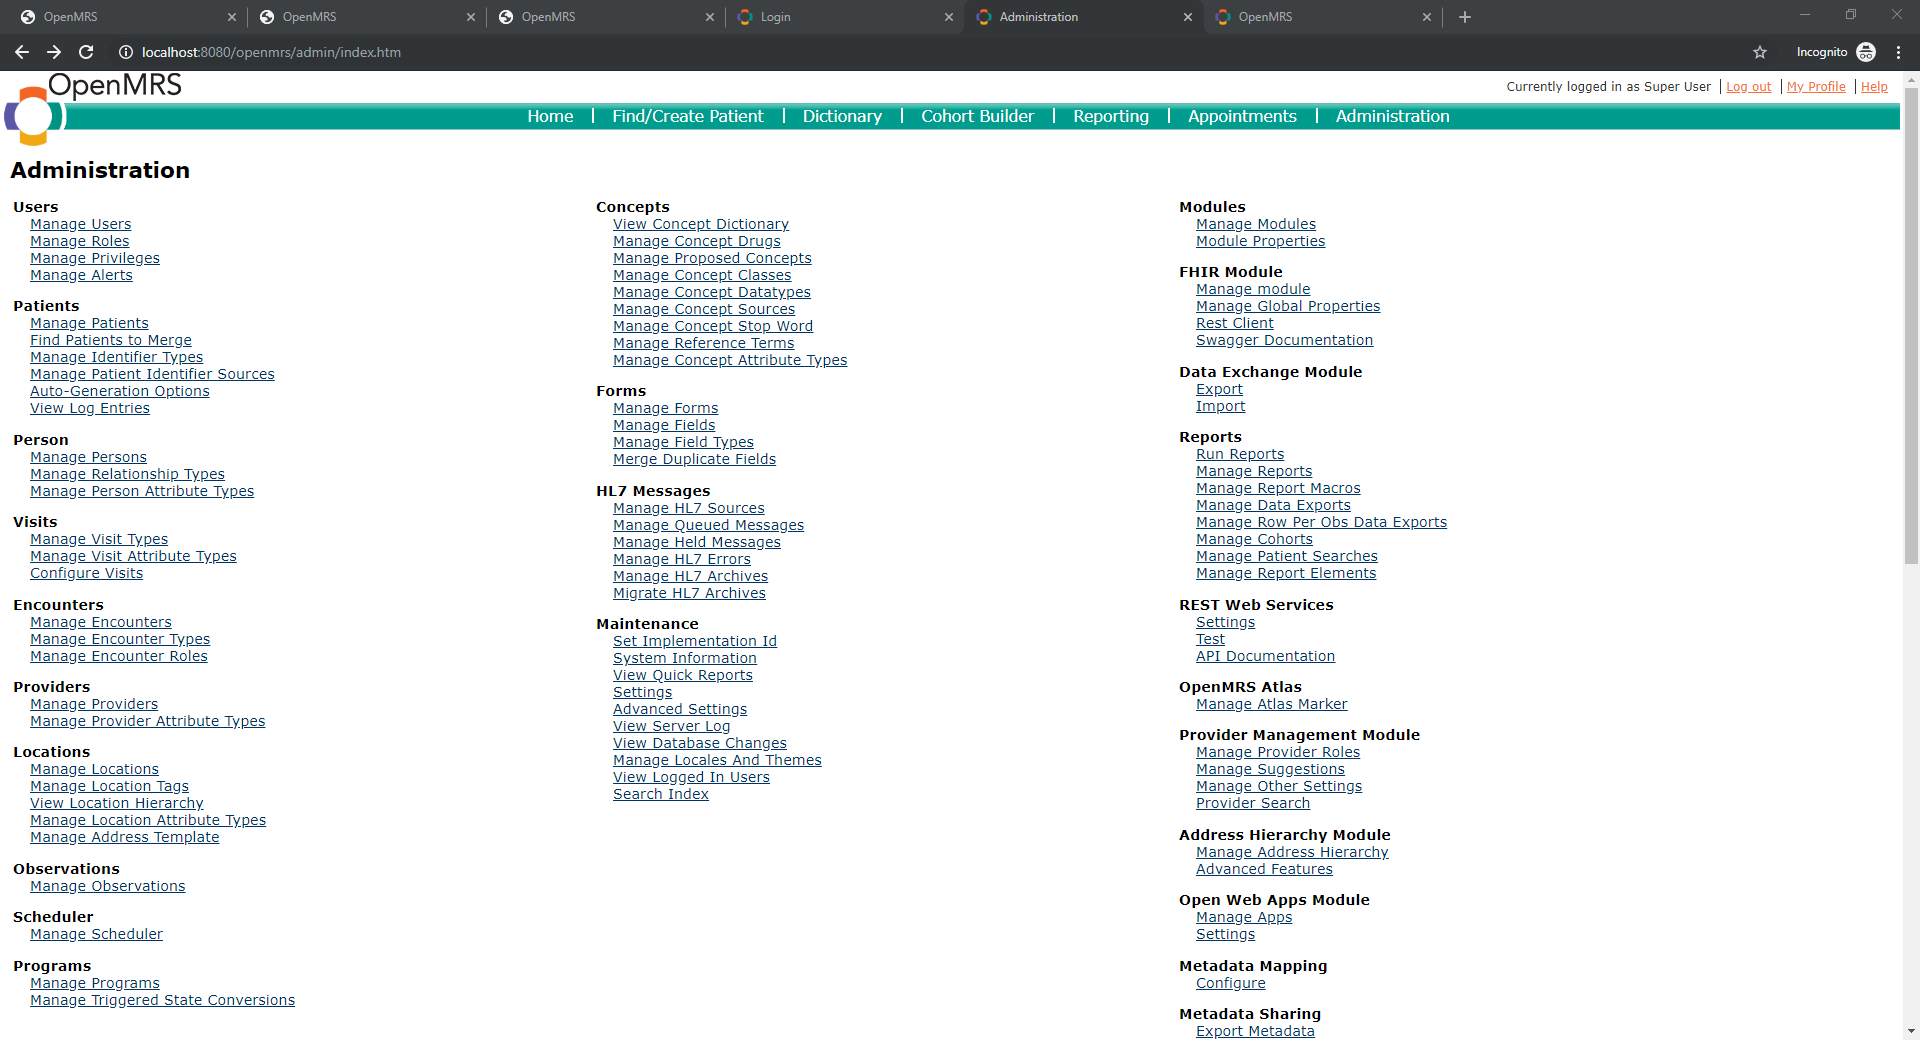 OpenMRS
OpenMRS
OpenMRS
Login
Administration
OpenMRS
localhost:8080/openmrs/admin/index.htm
Incognito
OpenMRS
Currently logged in as Super User
Log out
My Profile
Help
Home
Find/Create Patient
Dictionary
Cohort Builder
Reporting
Appointments
Administration
Administration
Users
Manage Users
Manage Roles
Manage Privileges
Manage Alerts
Patients
Manage Patients
Find Patients to Merge
Manage Identifier Types
Manage Patient Identifier Sources
Auto-Generation Options
View Log Entries
Person
Manage Persons
Manage Relationship Types
Manage Person Attribute Types
Visits
Manage Visit Types
Manage Visit Attribute Types
Configure Visits
Encounters
Manage Encounters
Manage Encounter Types
Manage Encounter Roles
Providers
Manage Providers
Manage Provider Attribute Types
Locations
Manage Locations
Manage Location Tags
View Location Hierarchy
Manage Location Attribute Types
Manage Address Template
Observations
Manage Observations
Scheduler
Manage Scheduler
Programs
Manage Programs
Manage Triggered State Conversions
Concepts
View Concept Dictionary
Manage Concept Drugs
Manage Proposed Concepts
Manage Concept Classes
Manage Concept Datatypes
Manage Concept Sources
Manage Concept Stop Word
Manage Reference Terms
Manage Concept Attribute Types
Forms
Manage Forms
Manage Fields
Manage Field Types
Merge Duplicate Fields
HL7 Messages
Manage HL7 Sources
Manage Queued Messages
Manage Held Messages
Manage HL7 Errors
Manage HL7 Archives
Migrate HL7 Archives
Maintenance
Set Implementation Id
System Information
View Quick Reports
Settings
Advanced Settings
View Server Log
View Database Changes
Manage Locales And Themes
View Logged In Users
Search Index
Modules
Manage Modules
Module Properties
FHIR Module
Manage module
Manage Global Properties
Rest Client
Swagger Documentation
Data Exchange Module
Export
Import
Reports
Run Reports
Manage Reports
Manage Report Macros
Manage Data Exports
Manage Row Per Obs Data Exports
Manage Cohorts
Manage Patient Searches
Manage Report Elements
REST Web Services
Settings
Test
API Documentation
OpenMRS Atlas
Manage Atlas Marker
Provider Management Module
Manage Provider Roles
Manage Suggestions
Manage Other Settings
Provider Search
Address Hierarchy Module
Manage Address Hierarchy
Advanced Features
Open Web Apps Module
Manage Apps
Settings
Metadata Mapping
Configure
Metadata Sharing
Export Metadata